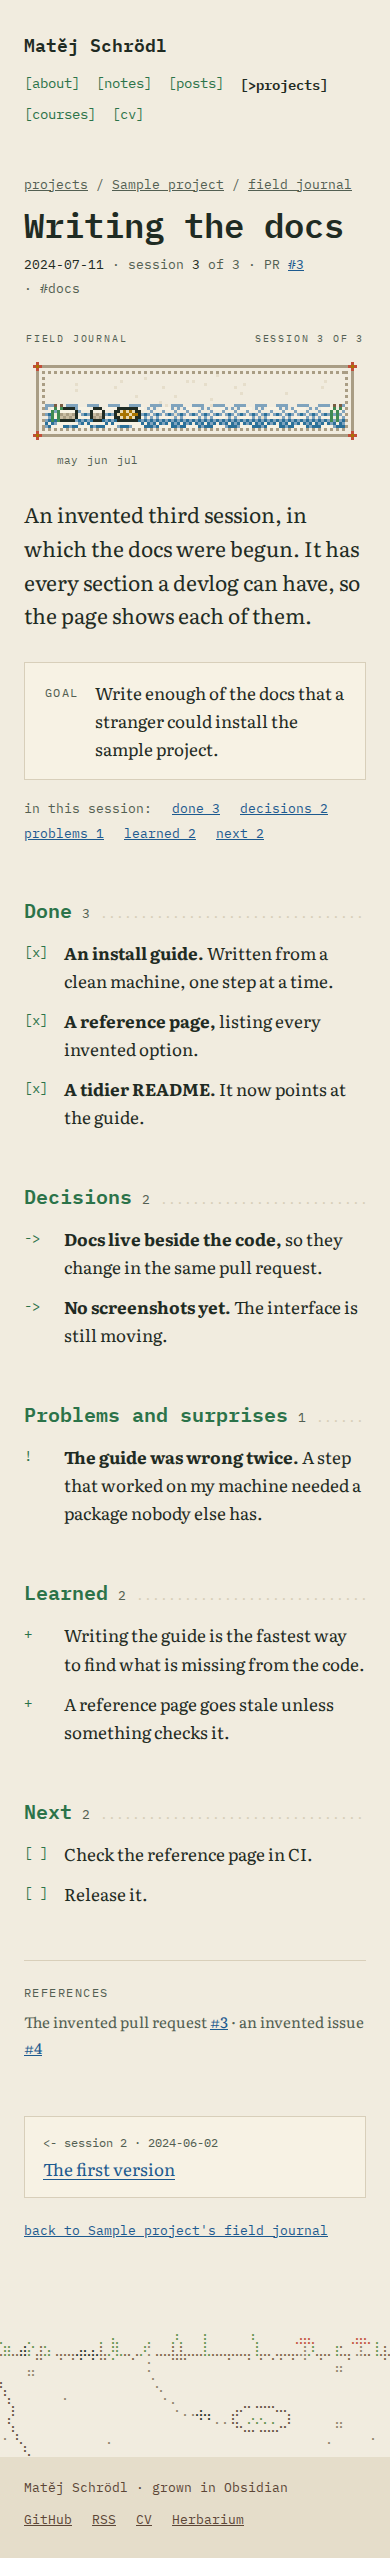 Matěj Schrödl
[about] [notes] [posts] [>projects]
[courses] [cv]
projects / Sample project / field journal
Writing the docs
2024-07-11 · session 3 of 3 · PR #3
· #docs
FIELD JOURNAL SESSION 3 OF 3
may jun jul
An invented third session, in
which the docs were begun. It has
every section a devlog can have, so
the page shows each of them.
GOAL Write enough of the docs that a
stranger could install the
sample project.
in this session: done 3 decisions 2
problems 1 learned 2 next 2
Done 3
[x] An install guide. Written from a
clean machine, one step at a time.
[x] A reference page, listing every
invented option.
[x] A tidier README. It now points at
the guide.
Decisions 2
-> Docs live beside the code, so they
change in the same pull request.
-> No screenshots yet. The interface is
still moving.
Problems and surprises 1
! The guide was wrong twice. A step
that worked on my machine needed a
package nobody else has.
Learned 2
+ Writing the guide is the fastest way
to find what is missing from the code.
+ A reference page goes stale unless
something checks it.
Next 2
[ ] Check the reference page in CI.
[ ] Release it.
REFERENCES
The invented pull request #3 · an invented issue
#4
<- session 2 · 2024-06-02
The first version
back to Sample project's field journal
Matěj Schrödl · grown in Obsidian
GitHub RSS CV Herbarium